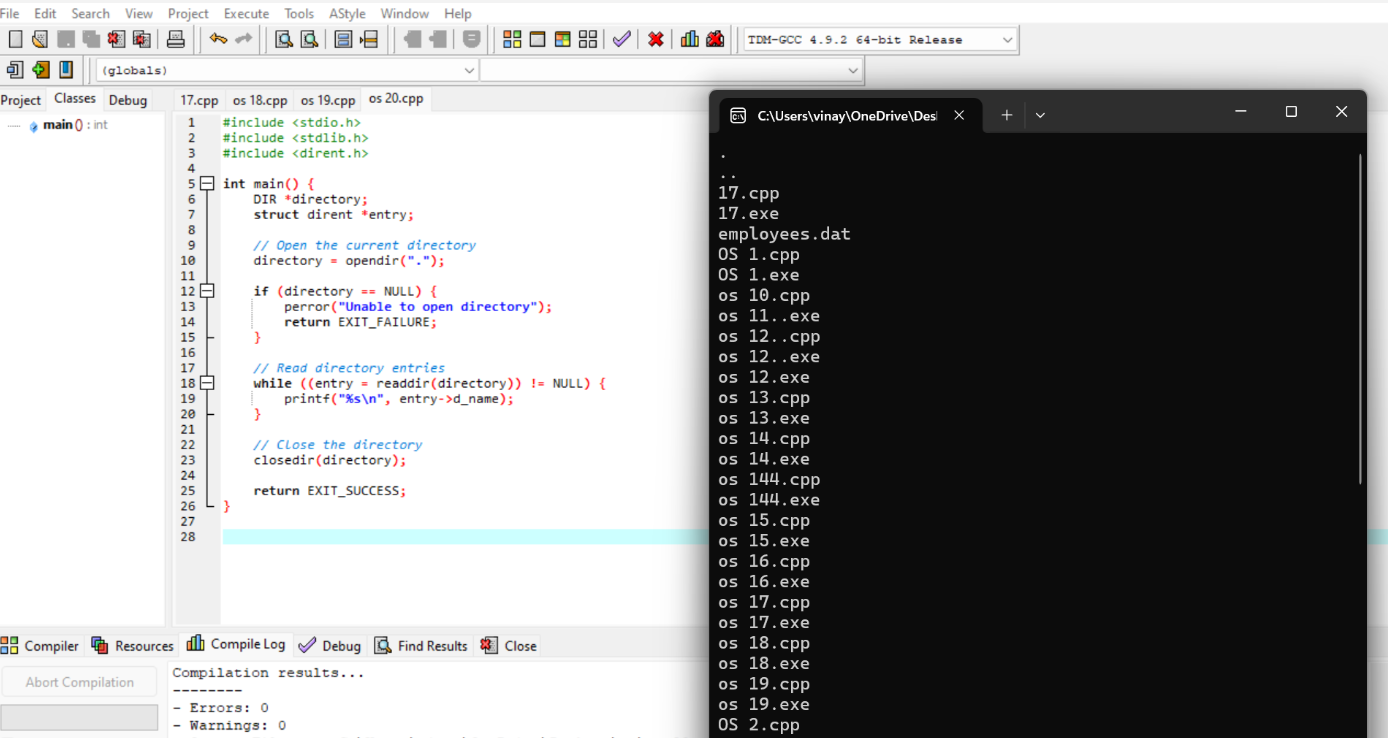 File Edit Search View Project Execute Tools AStyle Window Help
TDM-GCC 4.9.2 64-bit Release
(globals)
Project Classes Debug
main () : int
17.cpp os 18.cpp os 19.cpp os 20.cpp
1 #include <stdio.h>
2 #include <stdlib.h>
3 #include <dirent.h>
4
5 int main() {
6 DIR *directory;
7 struct dirent *entry;
8
9 // Open the current directory
10 directory = opendir(".");
11
12 if (directory == NULL) {
13 perror("Unable to open directory");
14 return EXIT_FAILURE;
15 }
16
17 // Read directory entries
18 while ((entry = readdir(directory)) != NULL) {
19 printf("%s\n", entry->d_name);
20 }
21
22 // Close the directory
23 closedir(directory);
24
25 return EXIT_SUCCESS;
26 }
27
28
C:\Users\vinay\OneDrive\Des
.
..
17.cpp
17.exe
employees.dat
OS 1.cpp
OS 1.exe
os 10.cpp
os 11..exe
os 12..cpp
os 12..exe
os 12.exe
os 13.cpp
os 13.exe
os 14.cpp
os 14.exe
os 144.cpp
os 144.exe
os 15.cpp
os 15.exe
os 16.cpp
os 16.exe
os 17.cpp
os 17.exe
os 18.cpp
os 18.exe
os 19.cpp
os 19.exe
OS 2.cpp
Compiler Resources Compile Log Debug Find Results Close
Abort Compilation
Compilation results...
--------
- Errors: 0
- Warnings: 0